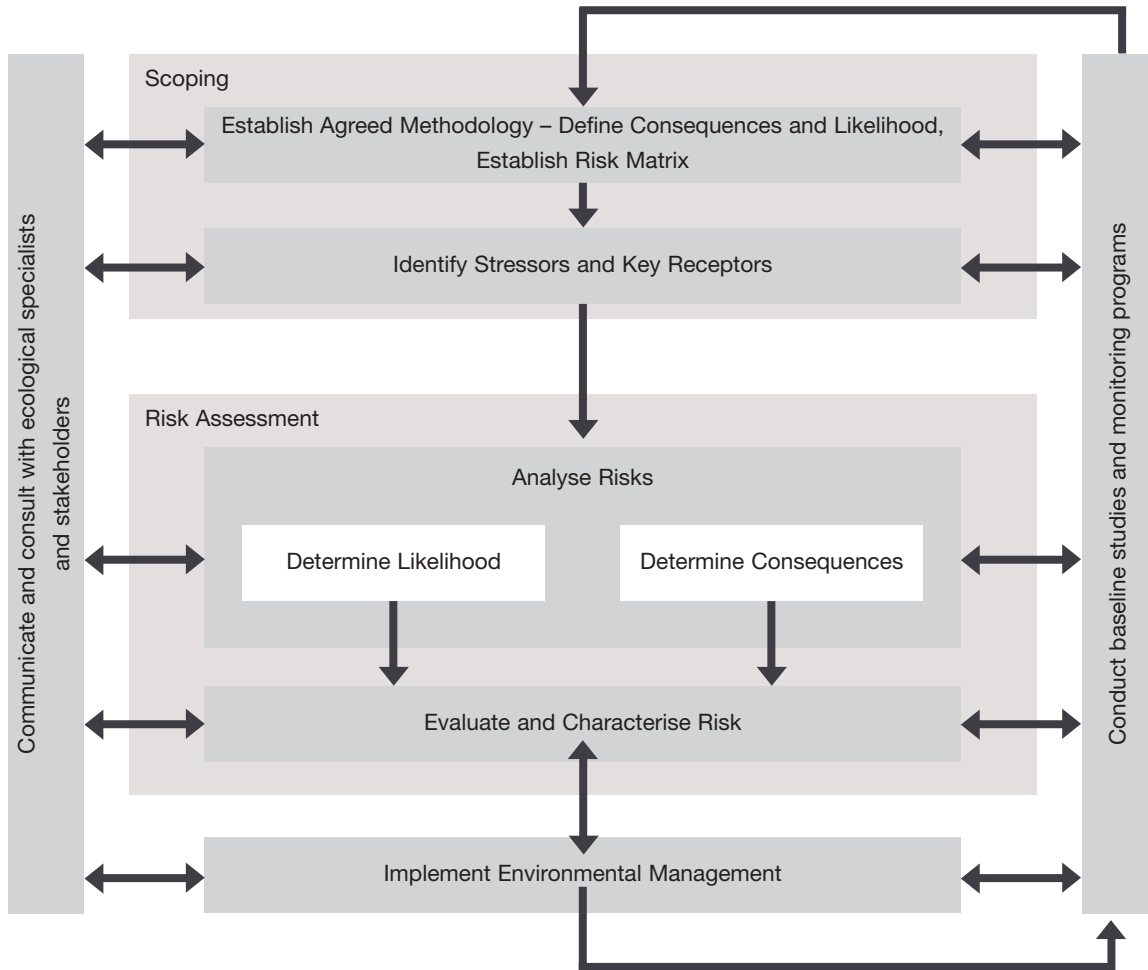 Scoping
Establish Agreed Methodology – Define Consequences and Likelihood,
Establish Risk Matrix
Identify Stressors and Key Receptors
Risk Assessment
Analyse Risks
Determine Likelihood
Determine Consequences
Evaluate and Characterise Risk
Implement Environmental Management
Communicate and consult with ecological specialists
and stakeholders
Conduct baseline studies and monitoring programs